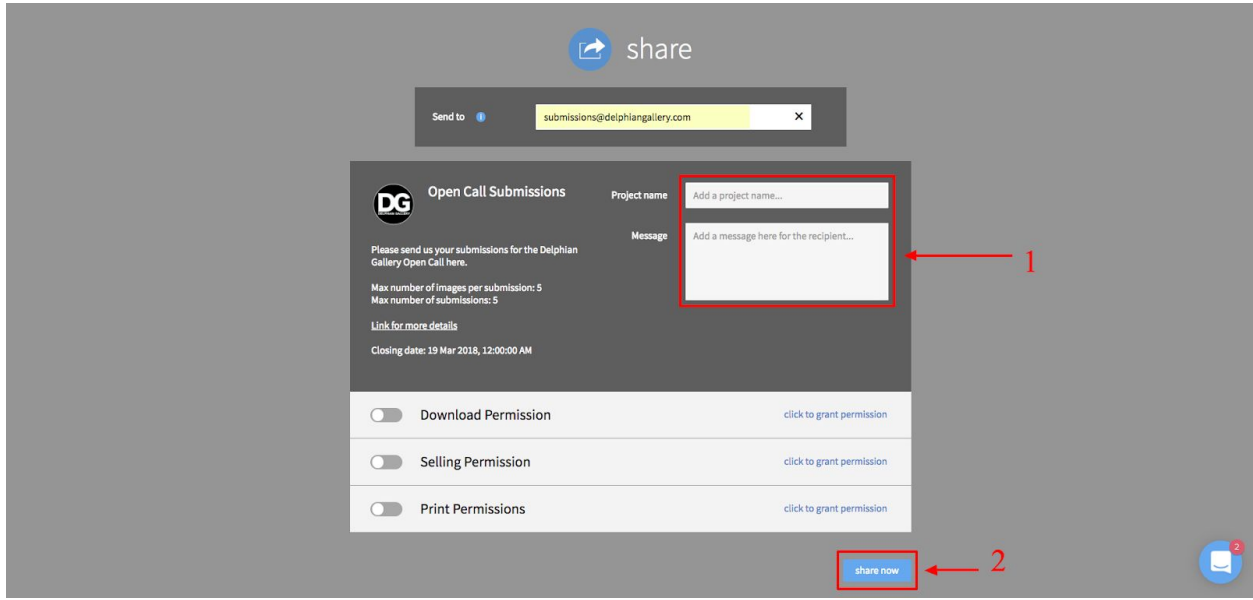 share
Send to i
submissions@delphiangallery.com ×
DG
Open Call Submissions
Please send us your submissions for the Delphian
Gallery Open Call here.
Max number of images per submission: 5
Max number of submissions: 5
Link for more details
Closing date: 19 Mar 2018, 12:00:00 AM
Project name
Add a project name...
Message
Add a message here for the recipient...
1
Download Permission click to grant permission
Selling Permission click to grant permission
Print Permissions click to grant permission
share now
2
2